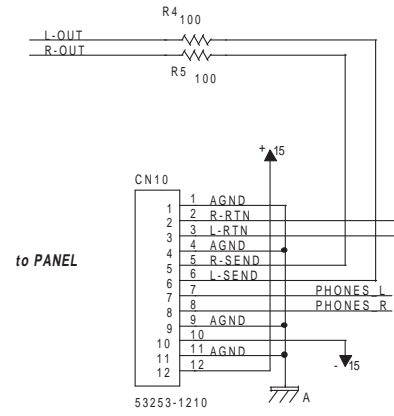 R4
100
L-OUT
R-OUT
R5
100
+ 15
CN10
1 1 AGND
2 2 R-RTN
3 3 L-RTN
4 4 AGND
to PANEL
5 5 R-SEND
6 6 L-SEND
7 7 PHONES_L
8 8 PHONES_R
9 9 AGND
10 10
11 11 AGND
12 12
- 15
A
53253-1210